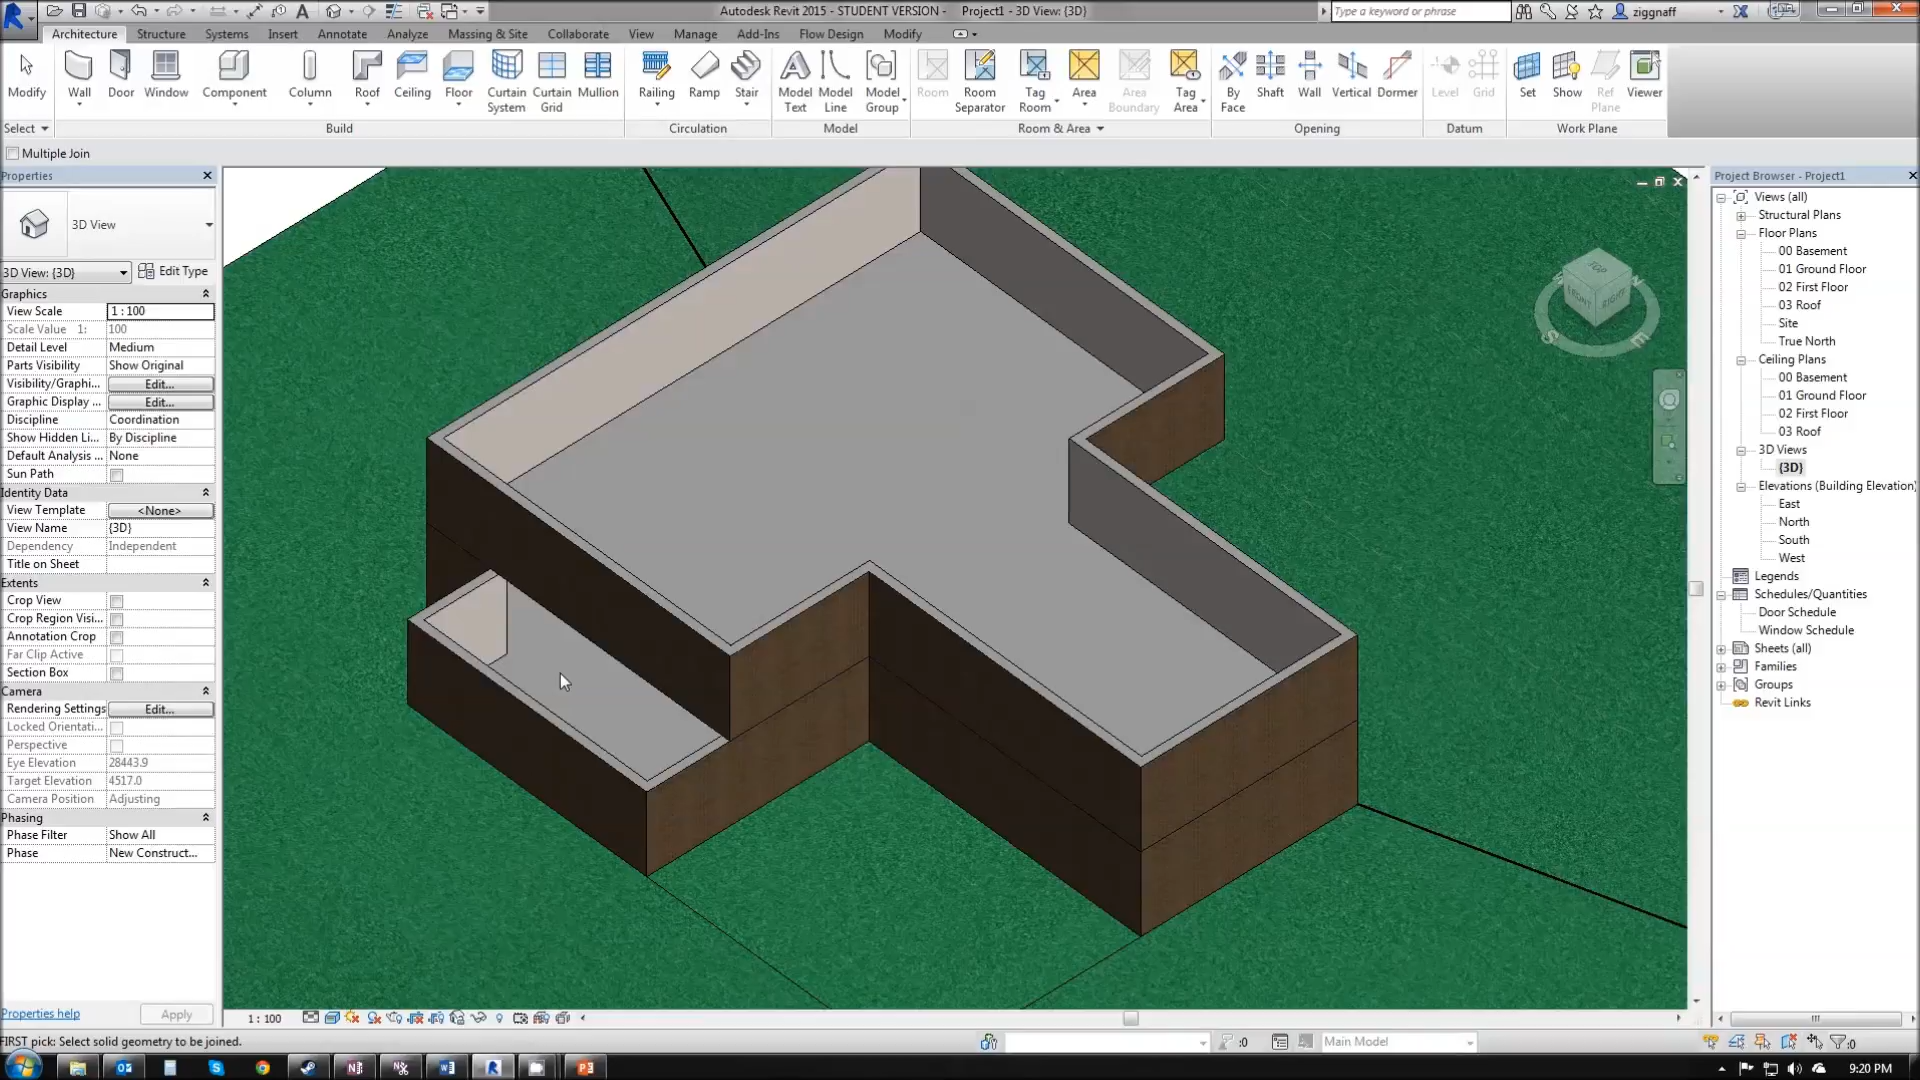 Autodesk Revit 2015 - STUDENT VERSION - Project1 - 3D View: {3D}
Type a keyword or phrase
ziggnaff
Architecture Structure Systems Insert Annotate Analyze Massing & Site Collaborate View Manage Add-Ins Flow Design Modify
Modify Wall Door Window Component Column Roof Ceiling Floor Curtain System Curtain Grid Mullion Railing Ramp Stair Model Text Model Line Model Group Room Room Separator Tag Room Area Area Boundary Tag Area By Face Shaft Wall Vertical Dormer Level Grid Set Show Ref Plane Viewer
Select Build Circulation Model Room & Area Opening Datum Work Plane
Multiple Join
Properties
3D View
3D View: {3D} Edit Type
Graphics
View Scale 1 : 100
Scale Value 1: 100
Detail Level Medium
Parts Visibility Show Original
Visibility/Graphi... Edit...
Graphic Display ... Edit...
Discipline Coordination
Show Hidden Li... By Discipline
Default Analysis ... None
Sun Path
Identity Data
View Template <None>
View Name {3D}
Dependency Independent
Title on Sheet
Extents
Crop View
Crop Region Visi...
Annotation Crop
Far Clip Active
Section Box
Camera
Rendering Settings Edit...
Locked Orientati...
Perspective
Eye Elevation 28443.9
Target Elevation 4517.0
Camera Position Adjusting
Phasing
Phase Filter Show All
Phase New Construct...
Properties help Apply
TOP
FRONT RIGHT
S E
Project Browser - Project1
Views (all)
Structural Plans
Floor Plans
00 Basement
01 Ground Floor
02 First Floor
03 Roof
Site
True North
Ceiling Plans
00 Basement
01 Ground Floor
02 First Floor
03 Roof
3D Views
{3D}
Elevations (Building Elevation)
East
North
South
West
Legends
Schedules/Quantities
Door Schedule
Window Schedule
Sheets (all)
Families
Groups
Revit Links
1 : 100
FIRST pick: Select solid geometry to be joined.
:0
Main Model
:0
9:20 PM